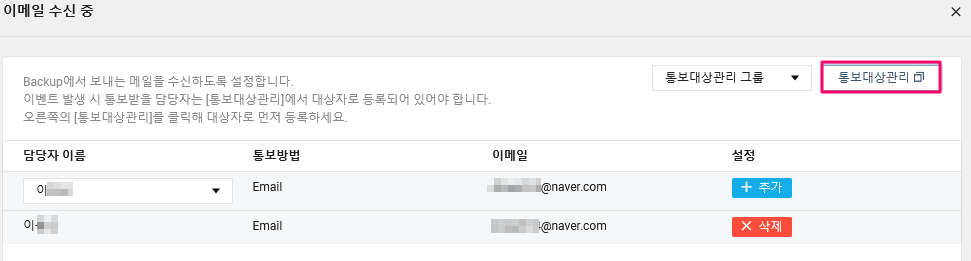 이메일 수신 중
Backup에서 보내는 메일을 수신하도록 설정합니다.
이벤트 발생 시 통보받을 담당자는 [통보대상관리]에서 대상자로 등록되어 있어야 합니다.
오른쪽의 [통보대상관리]를 클릭해 대상자로 먼저 등록하세요.
통보대상관리 그룹
통보대상관리
담당자 이름 통보방법 이메일 설정
이 Email @naver.com + 추가
이 Email @naver.com × 삭제